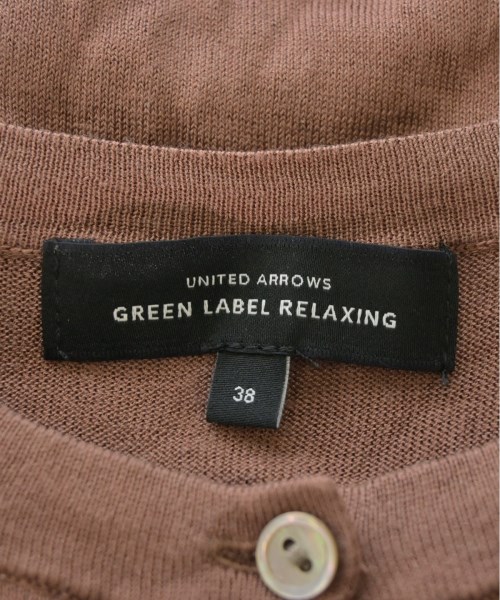 UNITED ARROWS
GREEN LABEL RELAXING
38